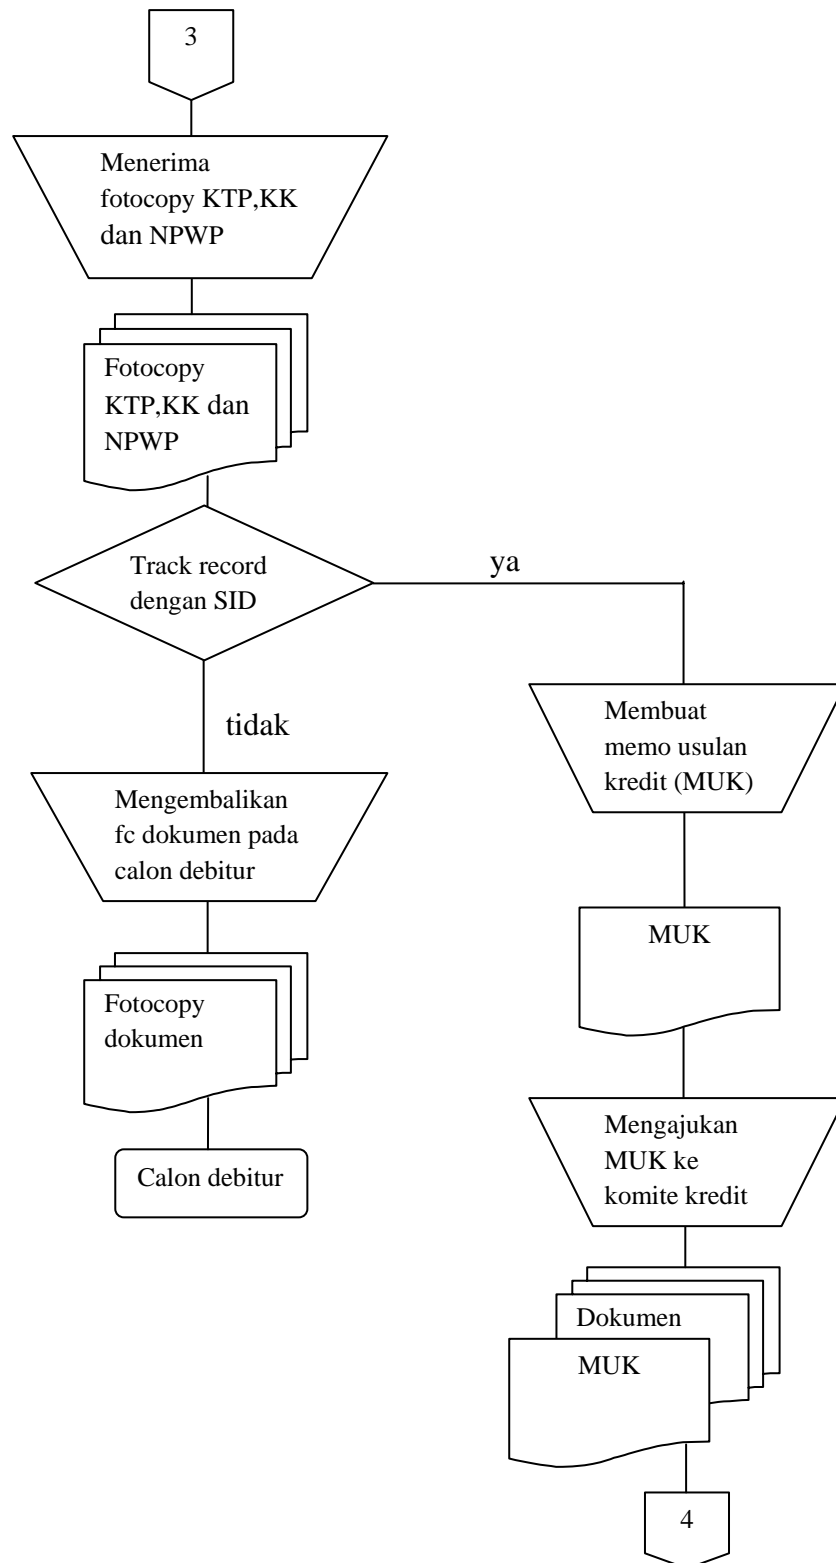 3
Menerima
fotocopy KTP,KK
dan NPWP
Fotocopy
KTP,KK dan
NPWP
Track record
dengan SID
ya
tidak
Mengembalikan
fc dokumen pada
calon debitur
Fotocopy
dokumen
Calon debitur
Membuat
memo usulan
kredit (MUK)
MUK
Mengajukan
MUK ke
komite kredit
Dokumen
MUK
4